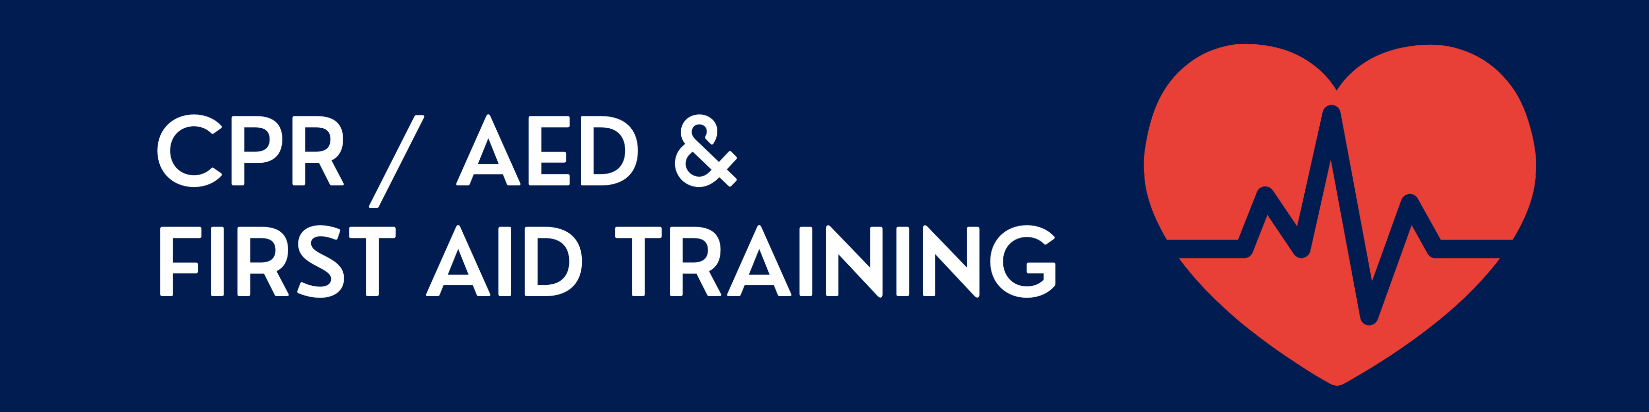 CPR / AED &
FIRST AID TRAINING